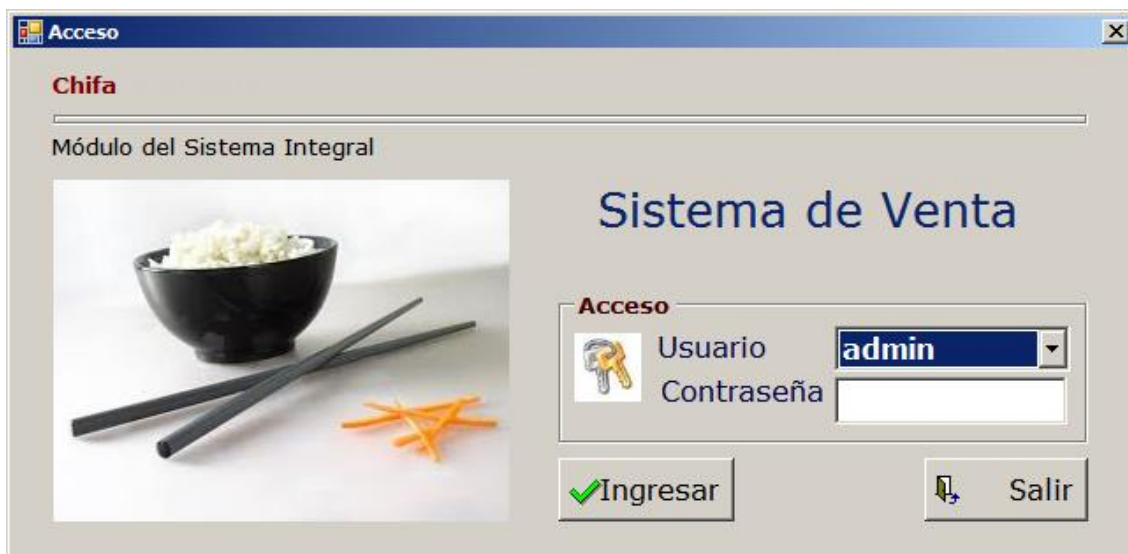 Acceso
Chifa
Módulo del Sistema Integral
Sistema de Venta
Acceso
Usuario admin
Contraseña
Ingresar Salir